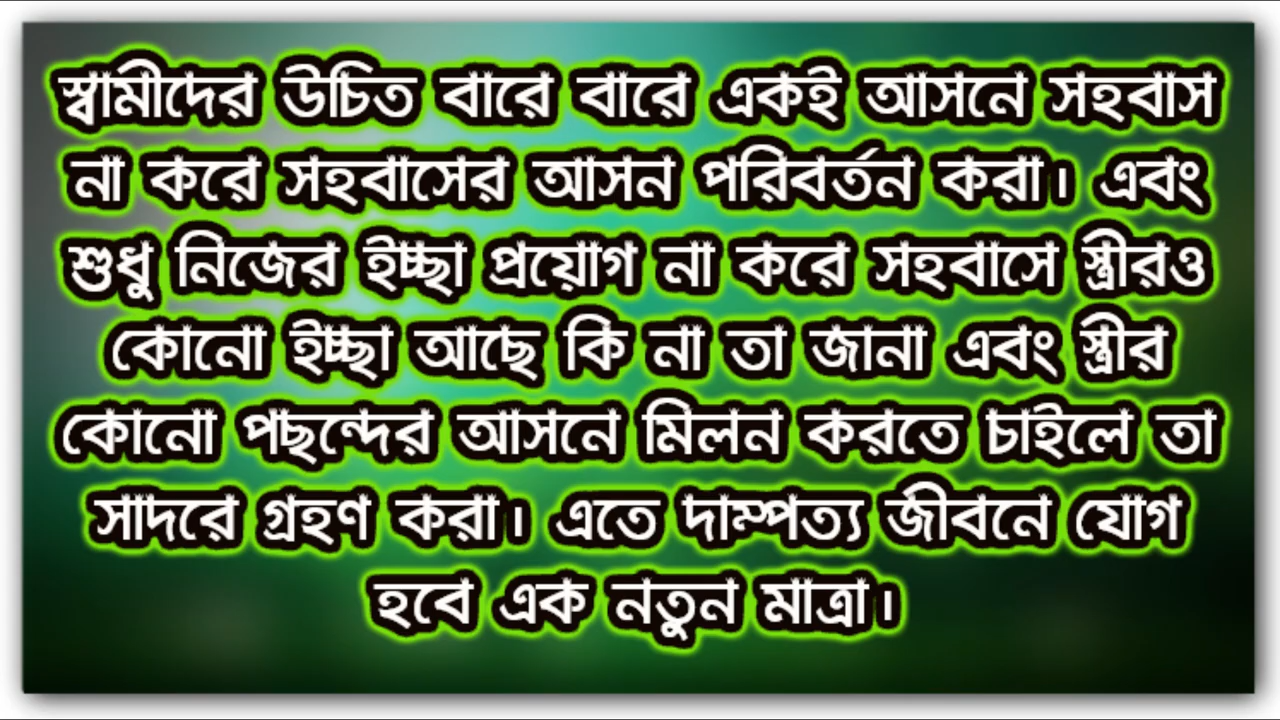 স্বামীদের উচিত বারে বারে একই আসনে সহবাস
না করে সহবাসের আসন পরিবর্তন করা। এবং
শুধু নিজের ইচ্ছা প্রয়োগ না করে সহবাসে স্ত্রীরও
কোনো ইচ্ছা আছে কি না তা জানা এবং স্ত্রীর
কোনো পছন্দের আসনে মিলন করতে চাইলে তা
সাদরে গ্রহণ করা। এতে দাম্পত্য জীবনে যোগ
হবে এক নতুন মাত্রা।